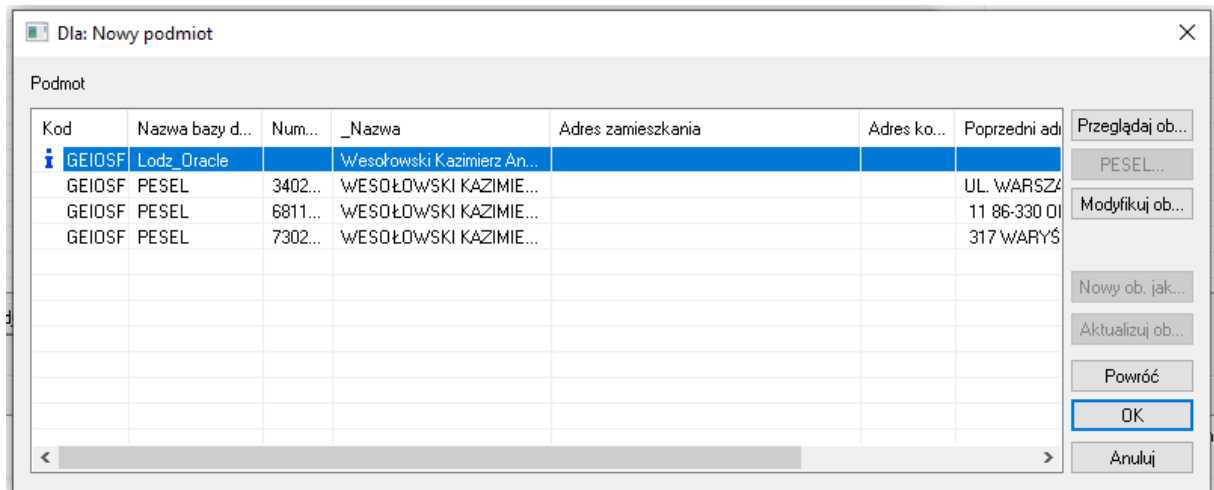 Dla: Nowy podmiot
Podmot
Kod Nazwa bazy d... Num... _Nazwa Adres zamieszkania Adres ko... Poprzedni adr
GEIOSF Lodz_Oracle Wesołowski Kazimierz An...
GEIOSF PESEL 3402... WESOŁOWSKI KAZIMIE... UL. WARSZA
GEIOSF PESEL 6811... WESOŁOWSKI KAZIMIE... 11 86-330
GEIOSF PESEL 7302... WESOŁOWSKI KAZIMIE... 317 WARYŚ
Przeglądaj ob...
PESEL...
Modyfikuj ob...
Nowy ob. jak...
Aktualizuj ob...
Powróć
OK
Anuluj